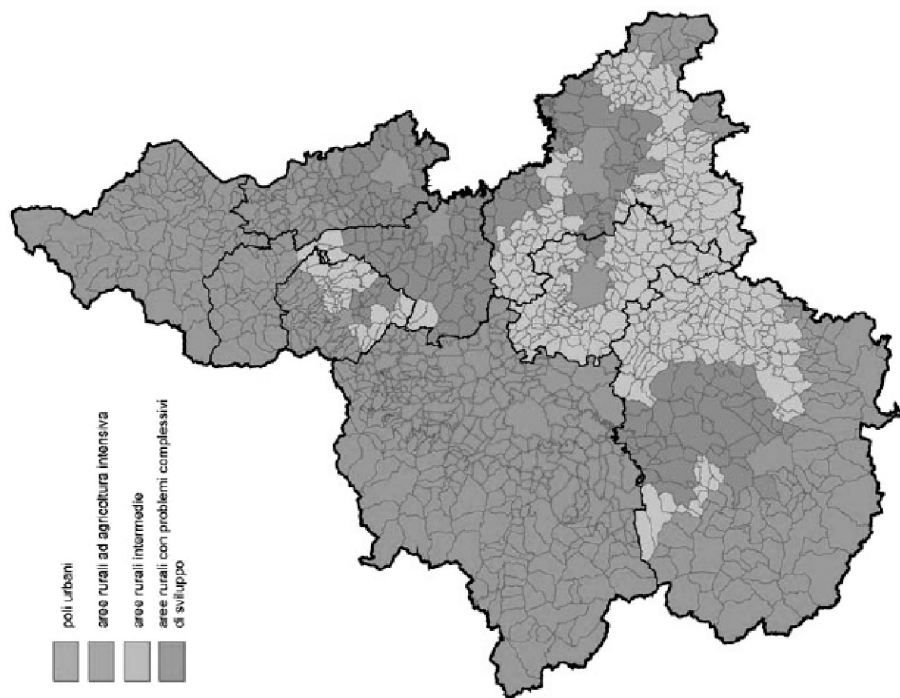 poli urbani
aree rurali ad agricoltura intensiva
aree rurali intermedie
aree rurali con problemi complessivi
di sviluppo